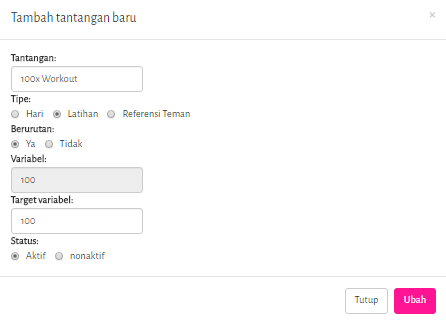 Tambah tantangan baru ×
Tantangan:
100x Workout
Tipe:
Hari Latihan Referensi Teman
Berurutan:
Ya Tidak
Variabel:
100
Target variabel:
100
Status:
Aktif nonaktif
Tutup Ubah